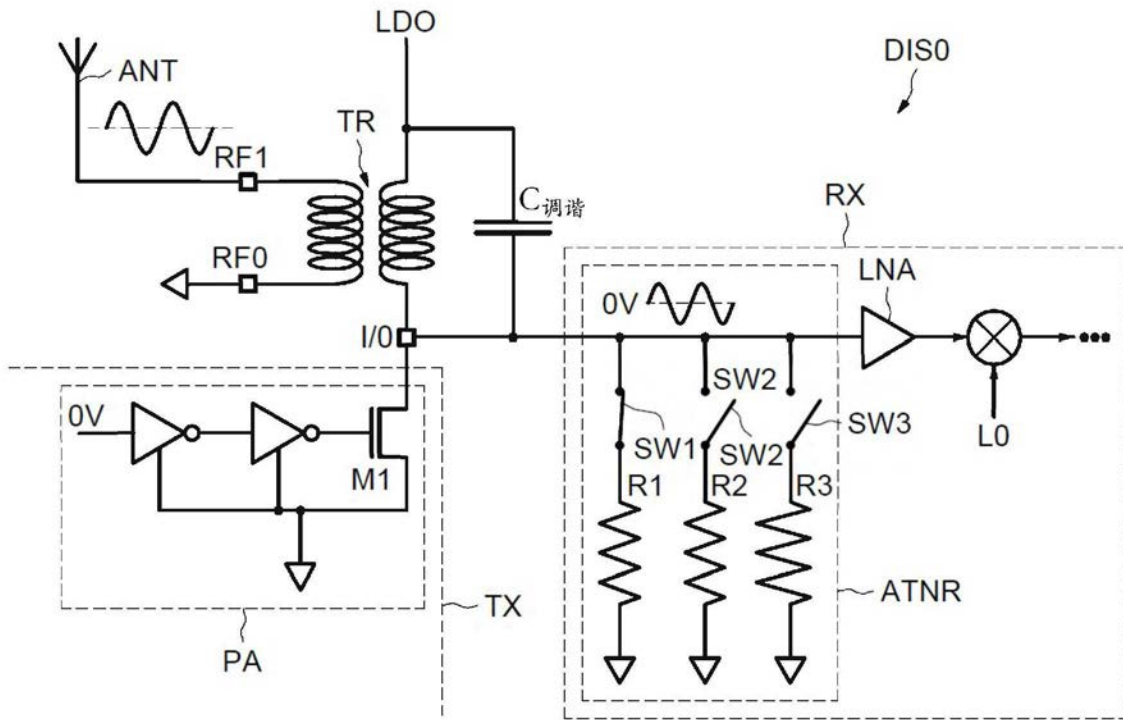 LDO
DIS0
ANT
TR
RF1
C调谐
RX
RF0
LNA
0V
I/0
SW2
0V
SW1
SW2
SW3
L0
M1
R1
R2
R3
TX
ATNR
PA